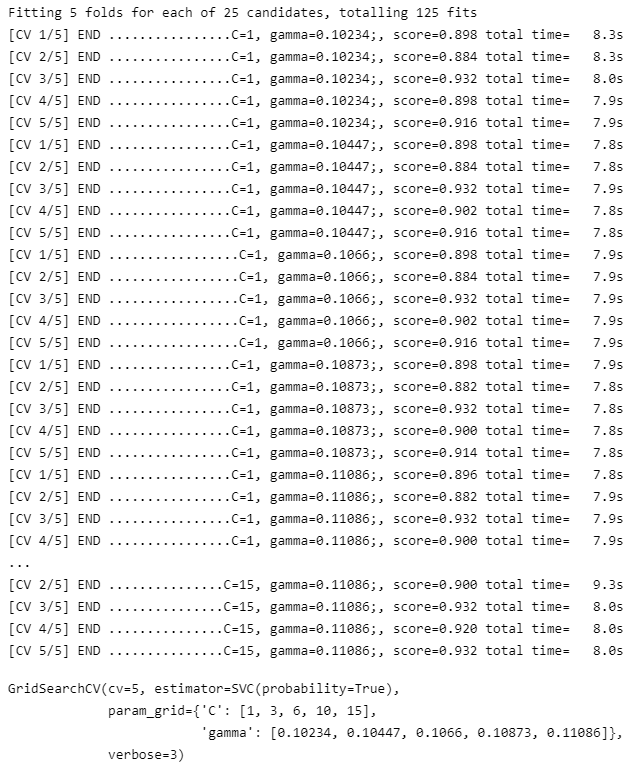 Fitting 5 folds for each of 25 candidates, totalling 125 fits
[CV 1/5] END ................C=1, gamma=0.10234;, score=0.898 total time=   8.3s
[CV 2/5] END ................C=1, gamma=0.10234;, score=0.884 total time=   8.3s
[CV 3/5] END ................C=1, gamma=0.10234;, score=0.932 total time=   8.0s
[CV 4/5] END ................C=1, gamma=0.10234;, score=0.898 total time=   7.9s
[CV 5/5] END ................C=1, gamma=0.10234;, score=0.916 total time=   7.9s
[CV 1/5] END ................C=1, gamma=0.10447;, score=0.898 total time=   7.8s
[CV 2/5] END ................C=1, gamma=0.10447;, score=0.884 total time=   7.8s
[CV 3/5] END ................C=1, gamma=0.10447;, score=0.932 total time=   7.9s
[CV 4/5] END ................C=1, gamma=0.10447;, score=0.902 total time=   7.8s
[CV 5/5] END ................C=1, gamma=0.10447;, score=0.916 total time=   7.8s
[CV 1/5] END .................C=1, gamma=0.1066;, score=0.898 total time=   7.9s
[CV 2/5] END .................C=1, gamma=0.1066;, score=0.884 total time=   7.9s
[CV 3/5] END .................C=1, gamma=0.1066;, score=0.932 total time=   7.9s
[CV 4/5] END .................C=1, gamma=0.1066;, score=0.902 total time=   7.9s
[CV 5/5] END .................C=1, gamma=0.1066;, score=0.916 total time=   7.9s
[CV 1/5] END ................C=1, gamma=0.10873;, score=0.898 total time=   7.9s
[CV 2/5] END ................C=1, gamma=0.10873;, score=0.882 total time=   7.8s
[CV 3/5] END ................C=1, gamma=0.10873;, score=0.932 total time=   7.8s
[CV 4/5] END ................C=1, gamma=0.10873;, score=0.900 total time=   7.8s
[CV 5/5] END ................C=1, gamma=0.10873;, score=0.914 total time=   7.8s
[CV 1/5] END ................C=1, gamma=0.11086;, score=0.896 total time=   7.8s
[CV 2/5] END ................C=1, gamma=0.11086;, score=0.882 total time=   7.9s
[CV 3/5] END ................C=1, gamma=0.11086;, score=0.932 total time=   7.9s
[CV 4/5] END ................C=1, gamma=0.11086;, score=0.900 total time=   7.9s
...
[CV 2/5] END ...............C=15, gamma=0.11086;, score=0.900 total time=   9.3s
[CV 3/5] END ...............C=15, gamma=0.11086;, score=0.932 total time=   8.0s
[CV 4/5] END ...............C=15, gamma=0.11086;, score=0.920 total time=   8.0s
[CV 5/5] END ...............C=15, gamma=0.11086;, score=0.932 total time=   8.0s
GridSearchCV(cv=5, estimator=SVC(probability=True),
             param_grid={'C': [1, 3, 6, 10, 15],
                         'gamma': [0.10234, 0.10447, 0.1066, 0.10873, 0.11086]},
             verbose=3)